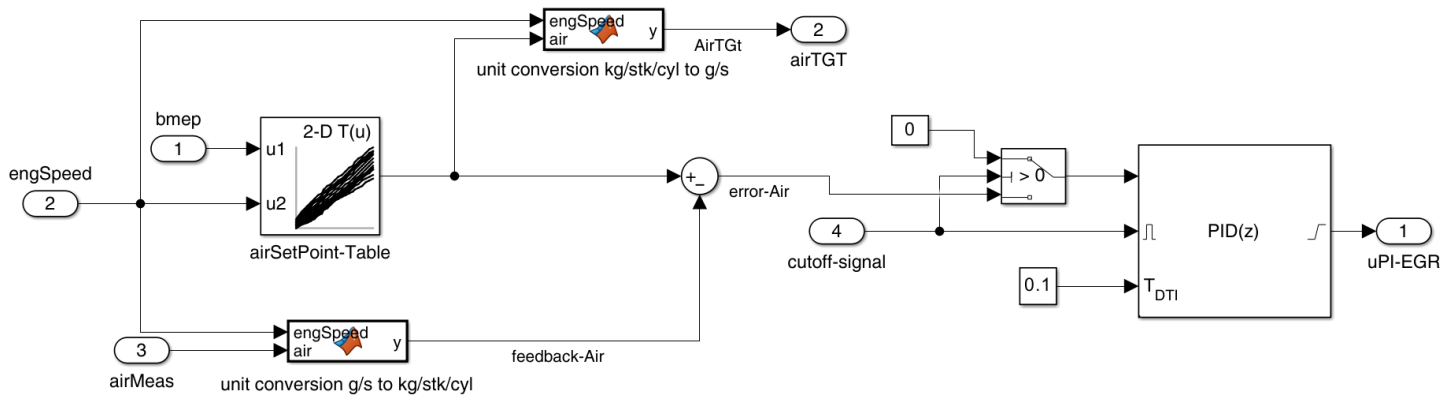 engSpeed
air
y
AirTGt
2
airTGT
unit conversion kg/stk/cyl to g/s
bmep
1
2-D T(u)
u1
u2
airSetPoint-Table
engSpeed
2
+
−
error-Air
0
> 0
4
cutoff-signal
0.1
PID(z)
TDTI
1
uPI-EGR
engSpeed
air
y
3
airMeas
unit conversion g/s to kg/stk/cyl
feedback-Air